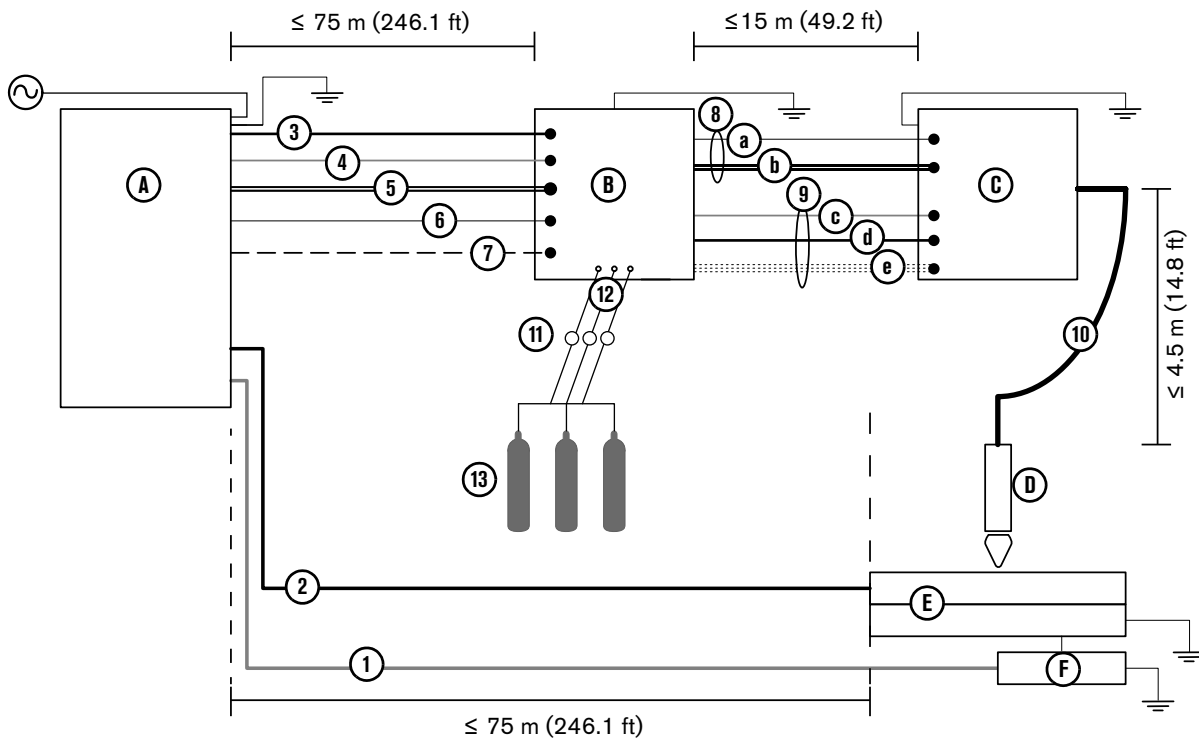 ≤ 75 m (246.1 ft)
≤15 m (49.2 ft)
3
8
a
4
b
A
5
B
C
9
6
c
d
7
e
12
11
10
≤ 4.5 m (14.8 ft)
13
D
2
E
1
F
≤ 75 m (246.1 ft)